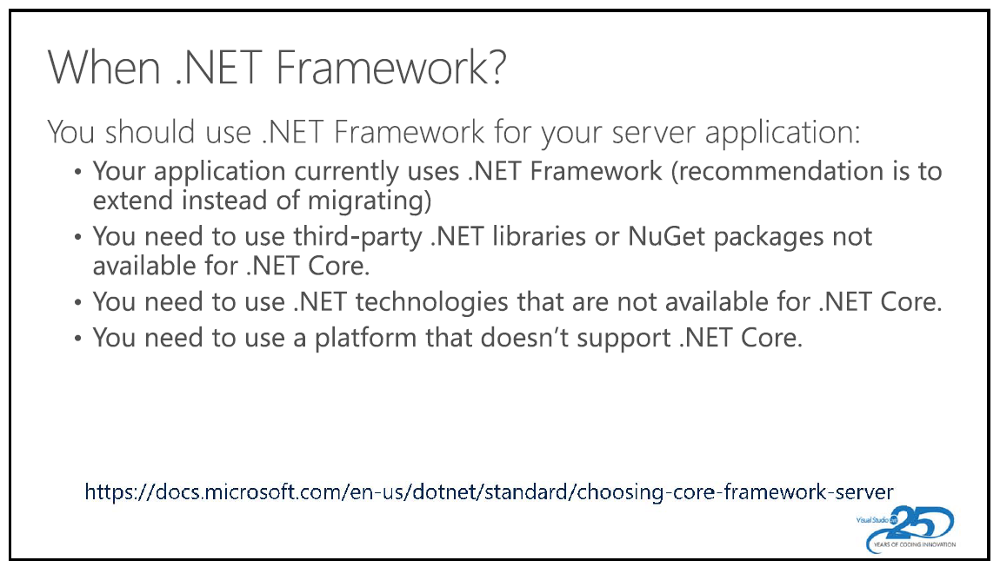 When .NET Framework?
You should use .NET Framework for your server application:
• Your application currently uses .NET Framework (recommendation is to
extend instead of migrating)
• You need to use third-party .NET libraries or NuGet packages not
available for .NET Core.
• You need to use .NET technologies that are not available for .NET Core.
• You need to use a platform that doesn’t support .NET Core.
https://docs.microsoft.com/en-us/dotnet/standard/choosing-core-framework-server
Visual Studio
25
YEARS OF CODING INNOVATION